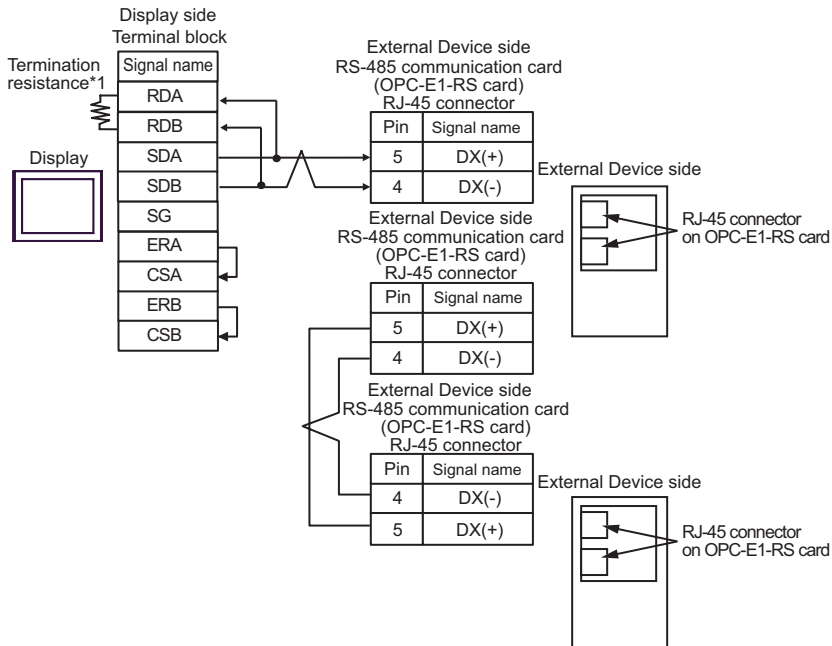 Display side
Terminal block
Termination
resistance*1
Signal name
RDA
RDB
SDA
SDB
SG
ERA
CSA
ERB
CSB
Display
External Device side
RS-485 communication card
(OPC-E1-RS card)
RJ-45 connector
Pin Signal name
5 DX(+)
4 DX(-)
External Device side
RJ-45 connector
on OPC-E1-RS card
External Device side
RS-485 communication card
(OPC-E1-RS card)
RJ-45 connector
Pin Signal name
5 DX(+)
4 DX(-)
External Device side
RS-485 communication card
(OPC-E1-RS card)
RJ-45 connector
Pin Signal name
4 DX(-)
5 DX(+)
External Device side
RJ-45 connector
on OPC-E1-RS card